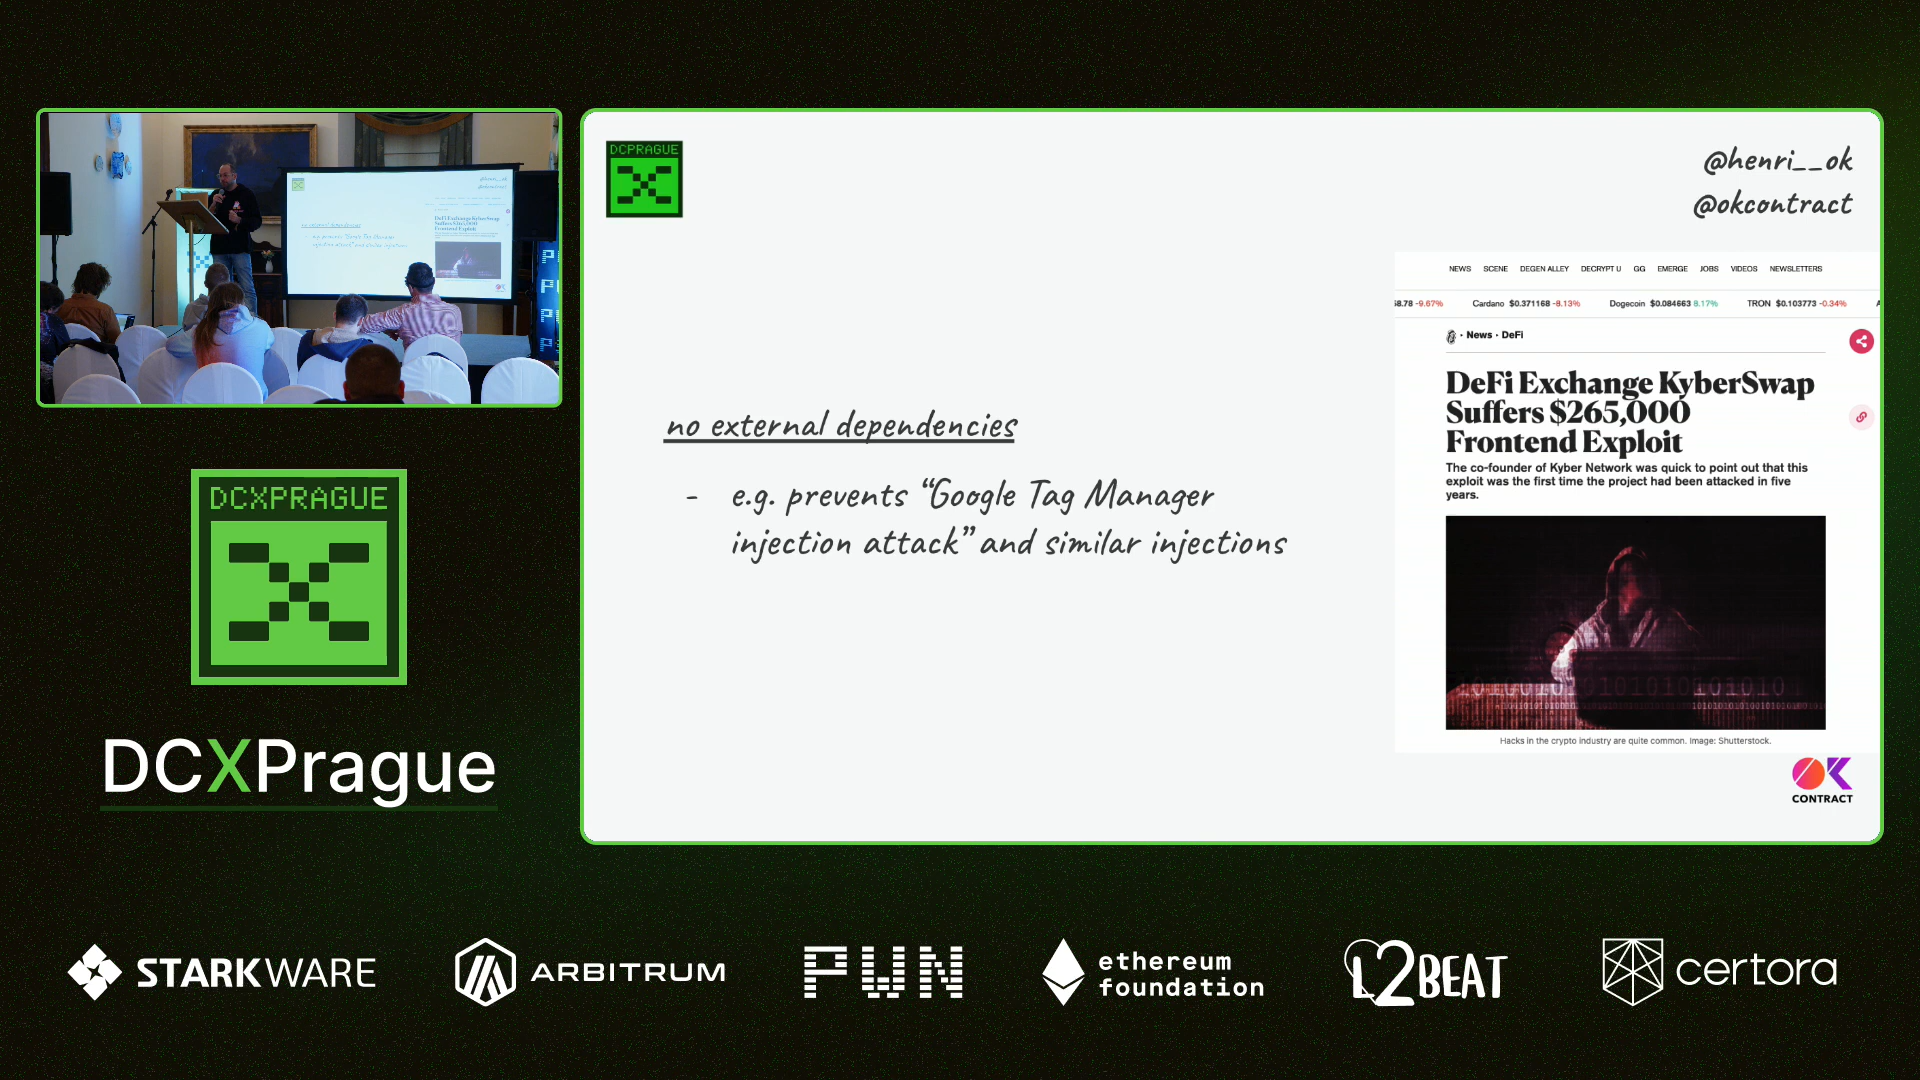 DCPRAGUE
@henri__ok
@okcontract
NEWS SCENE DEGEN ALLEY DECRYPT U GG EMERGE JOBS VIDEOS NEWSLETTERS
58.78 -9.67% Cardano $0.371168 -8.13% Dogecoin $0.084663 8.17% TRON $0.103773 -0.34% A
· News · DeFi
DeFi Exchange KyberSwap
Suffers $265,000
Frontend Exploit
The co-founder of Kyber Network was quick to point out that this
exploit was the first time the project had been attacked in five
years.
no external dependencies
- e.g. prevents “Google Tag Manager
injection attack” and similar injections
Hacks in the crypto industry are quite common. Image: Shutterstock.
OK
CONTRACT
DCXPRAGUE
DCXPrague
STARKWARE
ARBITRUM
PWN
ethereum
foundation
L2BEAT
certora